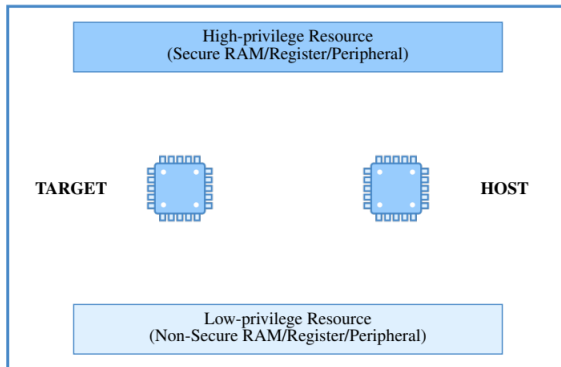 High-privilege Resource
(Secure RAM/Register/Peripheral)
TARGET
HOST
Low-privilege Resource
(Non-Secure RAM/Register/Peripheral)